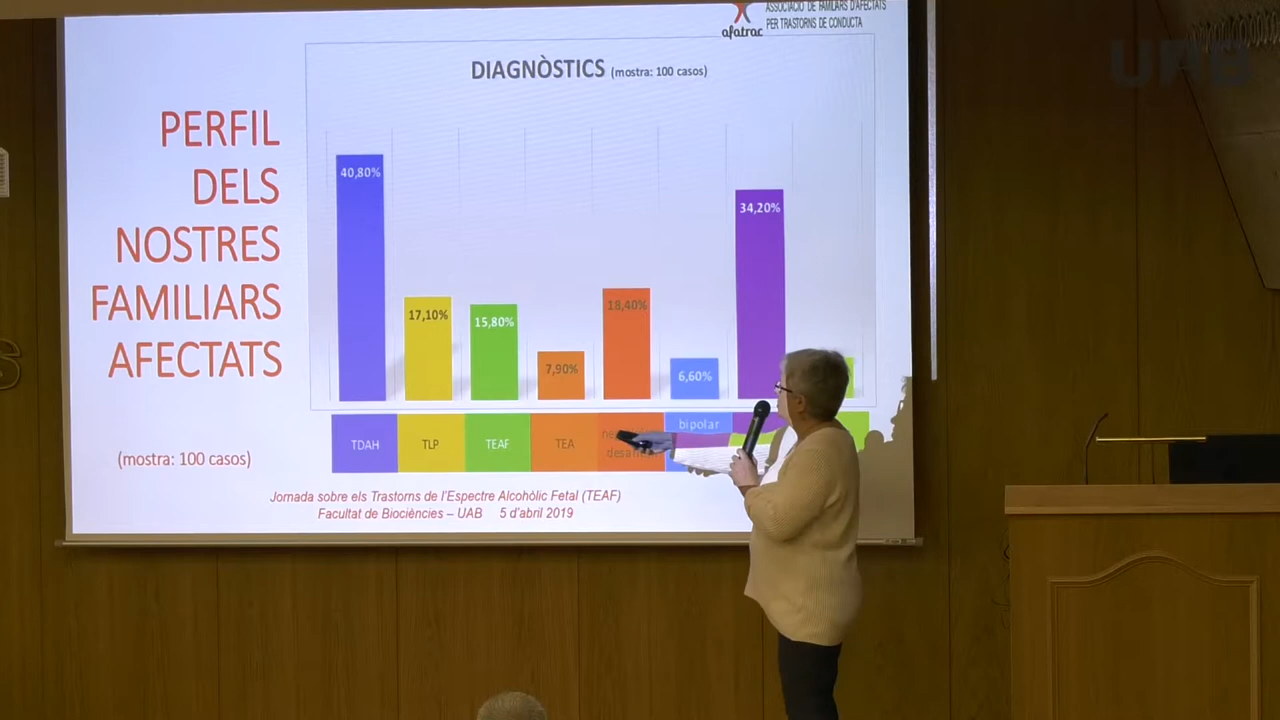 afatrac
ASSOCIACIÓ DE FAMILIARS D'AFECTATS
PER TRASTORNS DE CONDUCTA
UAB
DIAGNÒSTICS (mostra: 100 casos)
PERFIL
DELS
NOSTRES
FAMILIARS
AFECTATS
(mostra: 100 casos)
40,80%
17,10%
15,80%
7,90%
18,40%
6,60%
34,20%
TDAH
TLP
TEAF
TEA
bipolar
Jornada sobre els Trastorns de l'Espectre Alcohòlic Fetal (TEAF)
Facultat de Biociències – UAB 5 d'abril 2019